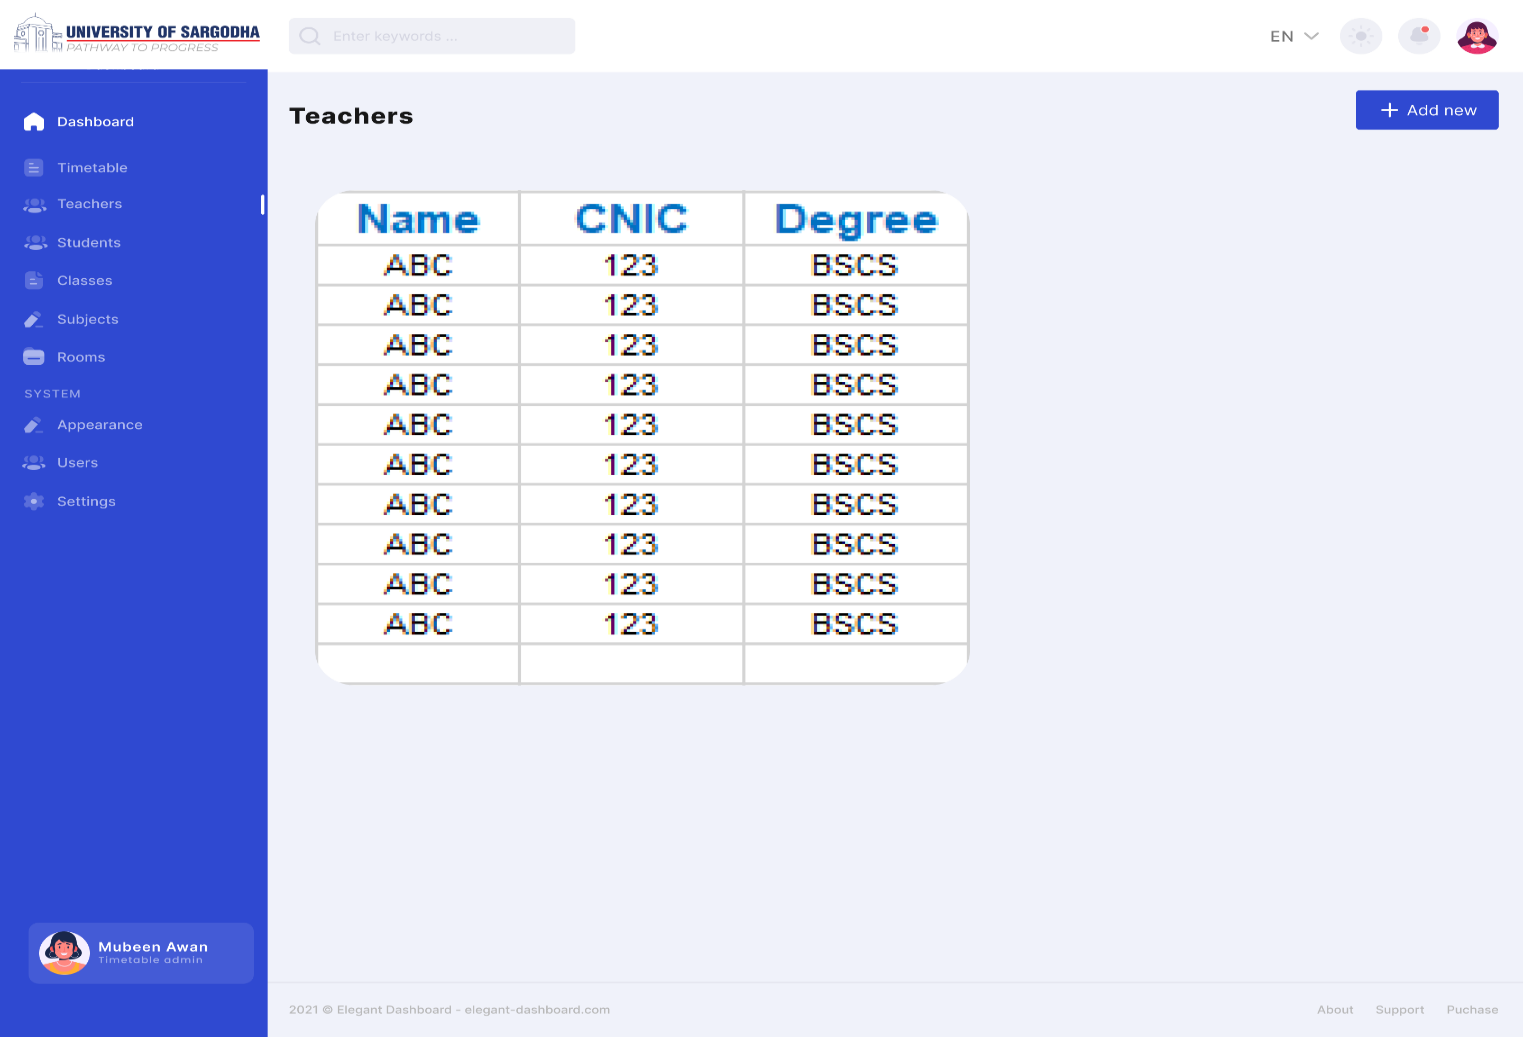 UNIVERSITY OF SARGODHA
PATHWAY TO PROGRESS
Enter keywords ...
EN
Dashboard
Timetable
Teachers
Students
Classes
Subjects
Rooms
SYSTEM
Appearance
Users
Settings
Mubeen Awan
Timetable admin
Teachers
Add new
Name CNIC Degree
ABC 123 BSCS
ABC 123 BSCS
ABC 123 BSCS
ABC 123 BSCS
ABC 123 BSCS
ABC 123 BSCS
ABC 123 BSCS
ABC 123 BSCS
ABC 123 BSCS
ABC 123 BSCS
2021 © Elegant Dashboard - elegant-dashboard.com
About Support Puchase